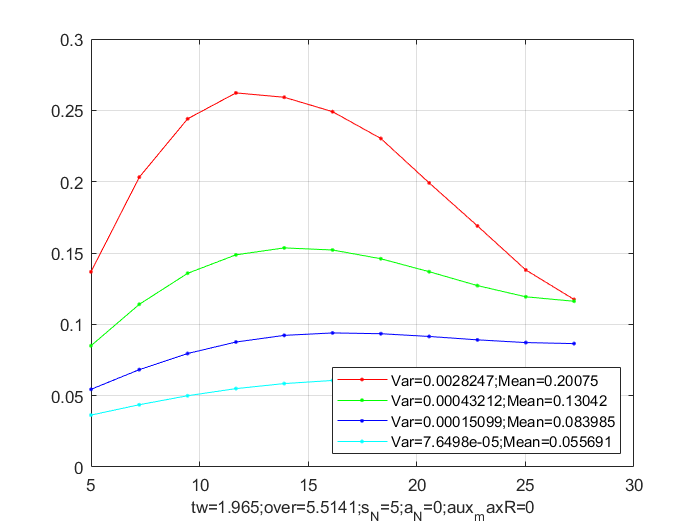 0.3
0.25
0.2
0.15
0.1
0.05
0
5 10 15 20 25 30
Var=0.0028247;Mean=0.20075
Var=0.00043212;Mean=0.13042
Var=0.00015099;Mean=0.083985
Var=7.6498e-05;Mean=0.055691
tw=1.965;over=5.5141;s_N=5;a_N=0;aux_maxR=0